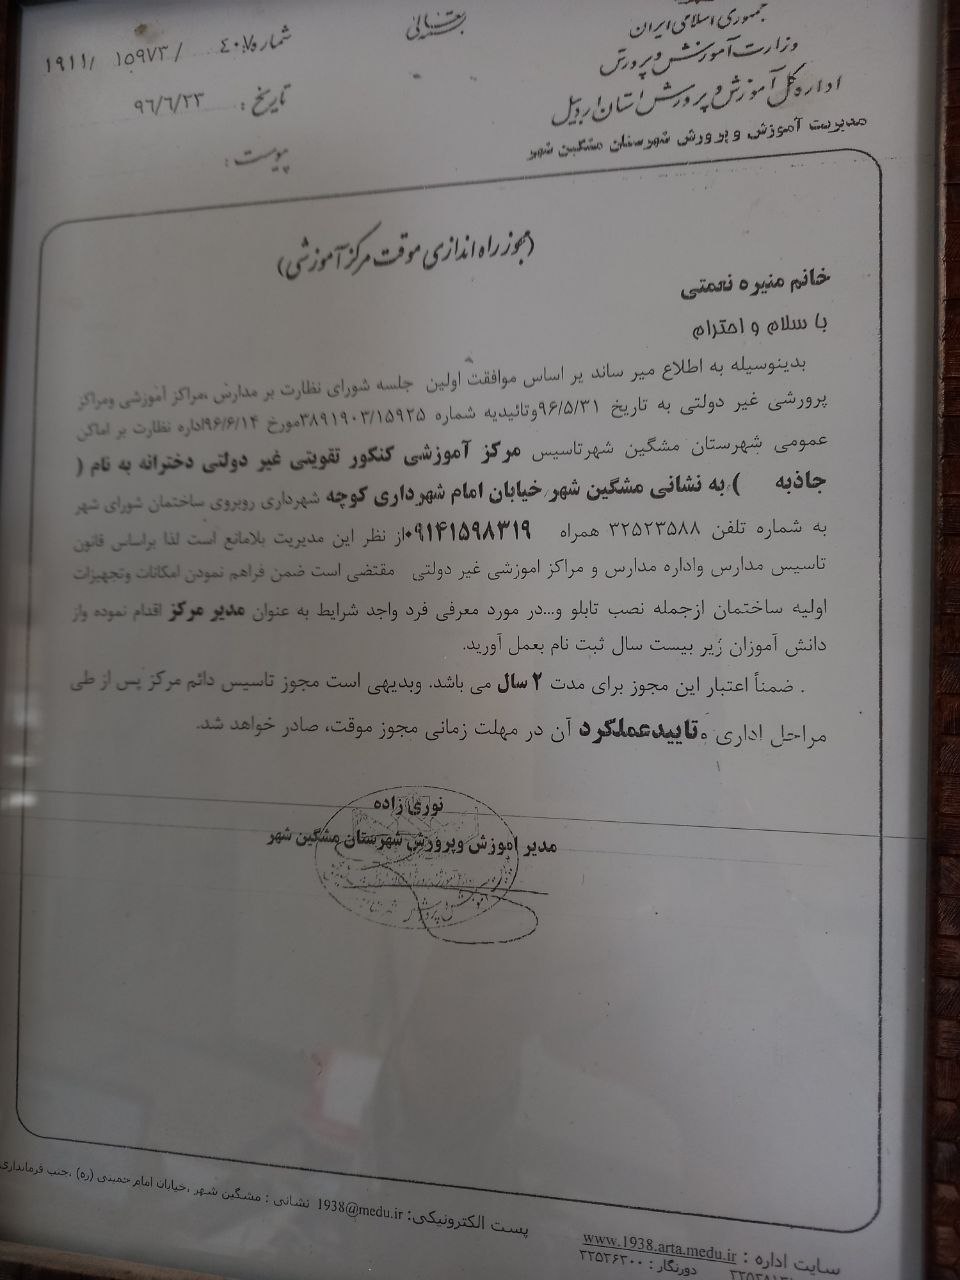 بسمه تعالی
جمهوری اسلامی ایران
وزارت آموزش و پرورش
اداره کل آموزش و پرورش استان اردبیل
مدیریت آموزش و پرورش شهرستان مشگین شهر
شماره: ۴۰۷۰ / ۱۵۹۷۳ / ۱۹۱۱
تاریخ: ۹۶/۶/۲۳
پیوست:
(مجوز راه اندازی موقت مرکز آموزشی)
خانم منیره نعمتی
با سلام و احترام
بدینوسیله به اطلاع میر ساند بر اساس موافقت اولین جلسه شورای نظارت بر مدارس ،مراکز آموزشی ومراکز
پرورشی غیر دولتی به تاریخ ۹۶/۵/۳۱وتائیدیه شماره ۳۸۹۱۹۰۳/۱۵۹۲۵مورخ ۹۶/۶/۱۴اداره نظارت بر اماکن
عمومی شهرستان مشگین شهرتاسیس مرکز آموزشی کنکور تقویتی غیر دولتی دخترانه به نام (
جاذبه ) به نشانی مشگین شهر خیابان امام شهرداری کوچه شهرداری روبروی ساختمان شورای شهر
به شماره تلفن ۳۲۵۲۳۵۸۸ همراه ۰۹۱۴۱۵۹۸۳۱۹از نظر این مدیریت بلامانع است لذا براساس قانون
تاسیس مدارس واداره مدارس و مراکز اموزشی غیر دولتی مقتضی است ضمن فراهم نمودن امکانات وتجهیزات
اولیه ساختمان ازجمله نصب تابلو و...در مورد معرفی فرد واجد شرایط به عنوان مدیر مرکز اقدام نموده واز
دانش آموزان زیر بیست سال ثبت نام بعمل آورید.
. ضمناً اعتبار این مجوز برای مدت ۲ سال می باشد. وبدیهی است مجوز تاسیس دائم مرکز پس از طی
مراحل اداری و تاییدعملکرد آن در مهلت زمانی مجوز موقت، صادر خواهد شد.
نوری زاده
مدیر اموزش وپرورش شهرستان مشگین شهر
پست الکترونیکی: 1938@medu.ir نشانی : مشگین شهر ،خیابان امام خمینی (ره) ،جنب فرمانداری
سایت اداره : www.1938.arta.medu.ir
دورنگار : ۳۲۵۳۶۳۰۰